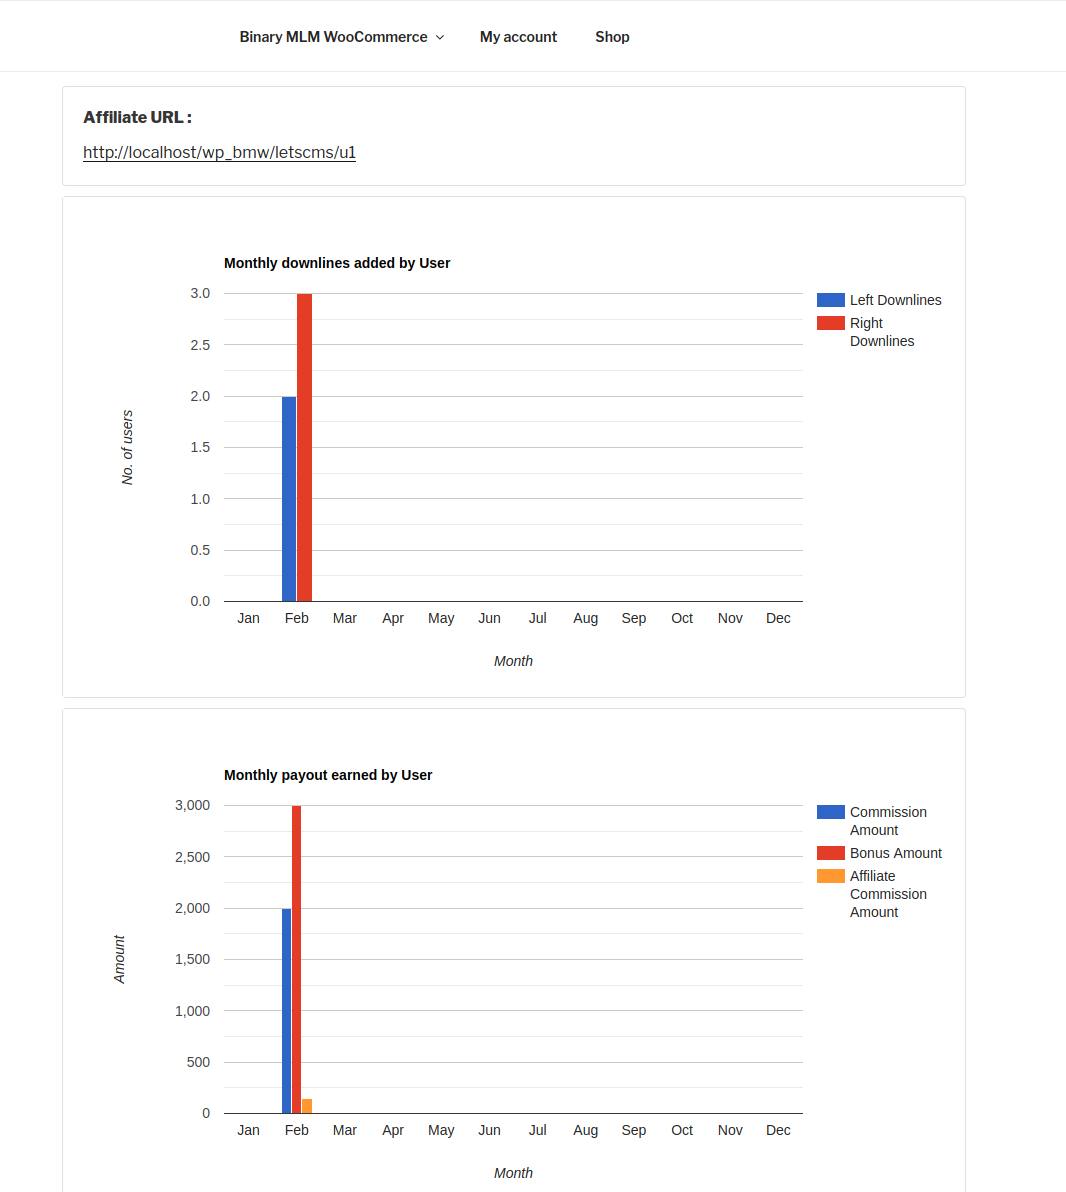 Binary MLM WooCommerce My account Shop
Affiliate URL :
http://localhost/wp_bmw/letscms/u1
Monthly downlines added by User
3.0
2.5
2.0
1.5
1.0
0.5
0.0
No. of users
Jan Feb Mar Apr May Jun Jul Aug Sep Oct Nov Dec
Month
Left Downlines
Right
Downlines
Monthly payout earned by User
3,000
2,500
2,000
1,500
1,000
500
0
Amount
Jan Feb Mar Apr May Jun Jul Aug Sep Oct Nov Dec
Month
Commission
Amount
Bonus Amount
Affiliate
Commission
Amount